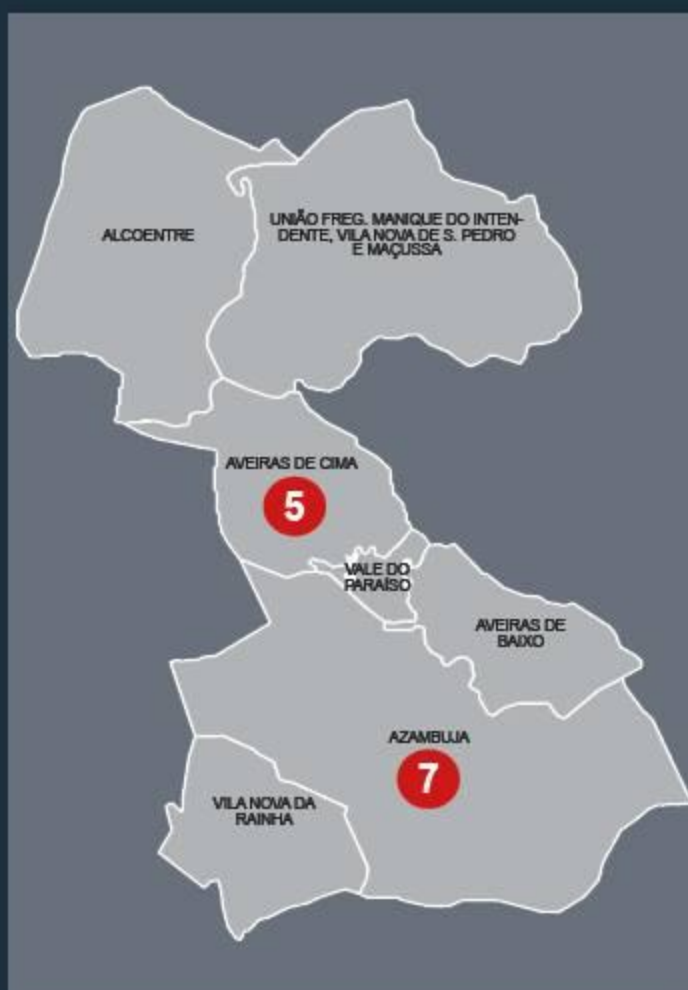 ALCOENTRE
UNIÃO FREG. MANIQUE DO INTEN-
DENTE, VILA NOVA DE S. PEDRO
E MAÇUSSA
AVEIRAS DE CIMA
5
VALE DO
PARAÍSO
AVEIRAS DE
BAIXO
AZAMBUJA
7
VILA NOVA DA
RAINHA